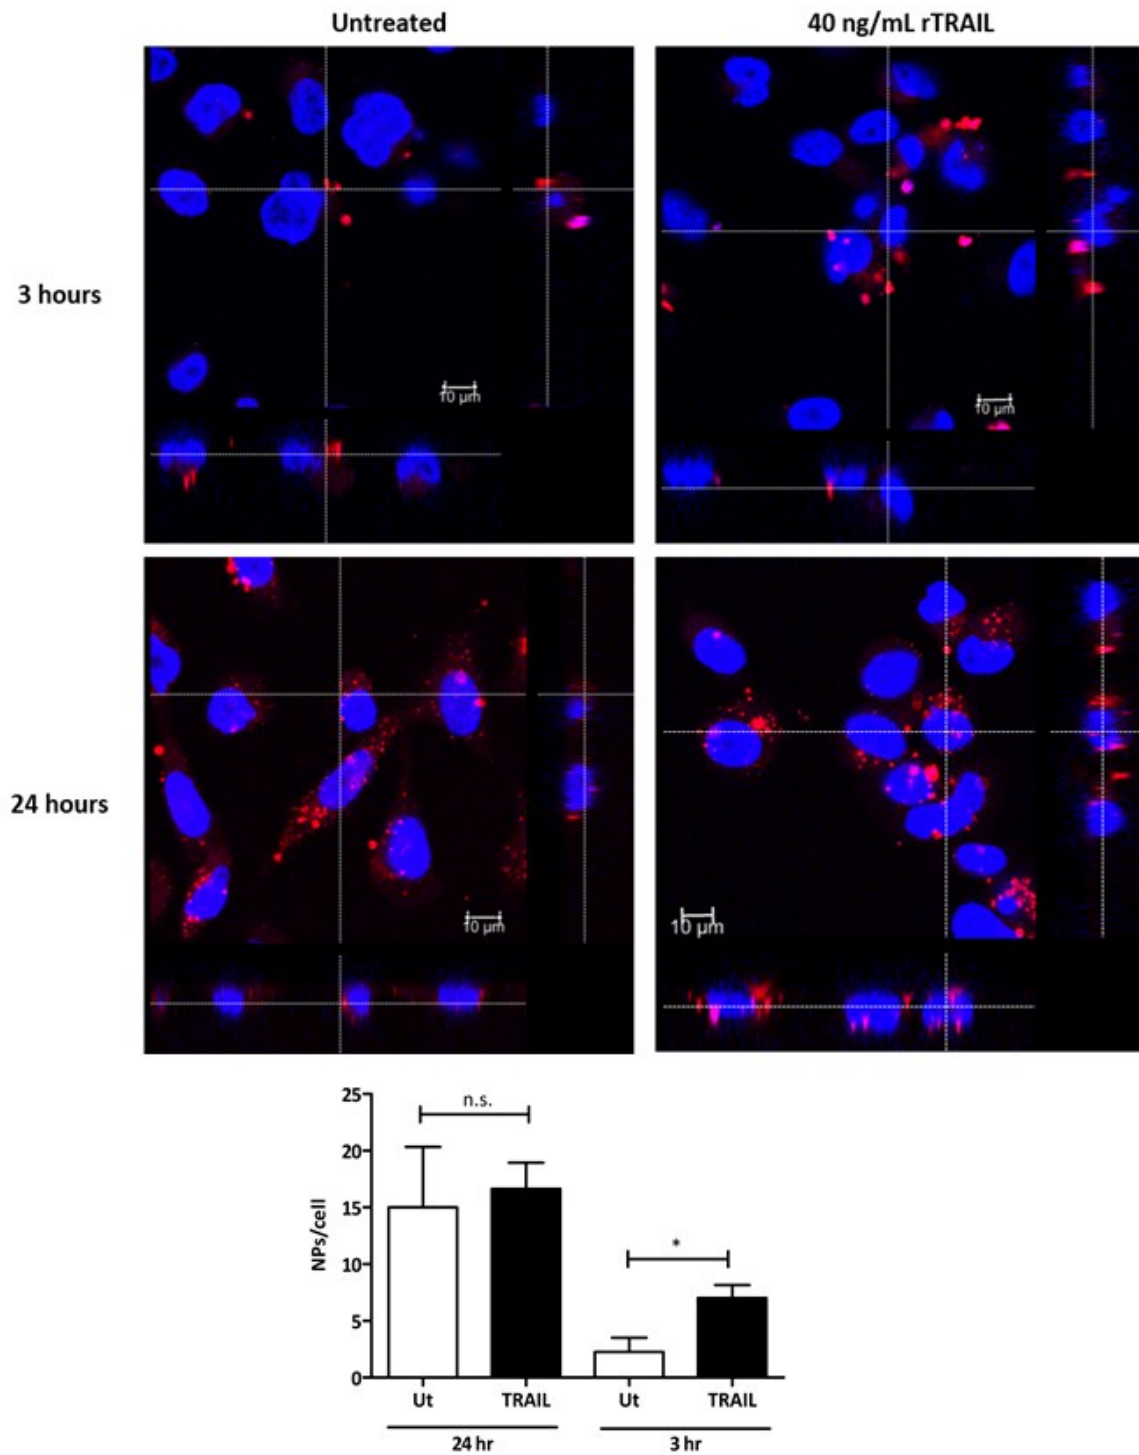 Untreated
40 ng/mL rTRAIL
3 hours
10 µm
10 µm
24 hours
10 µm
10 µm
25
20
15
10
5
0
NPs/cell
n.s.
*
Ut
TRAIL
Ut
TRAIL
24 hr
3 hr